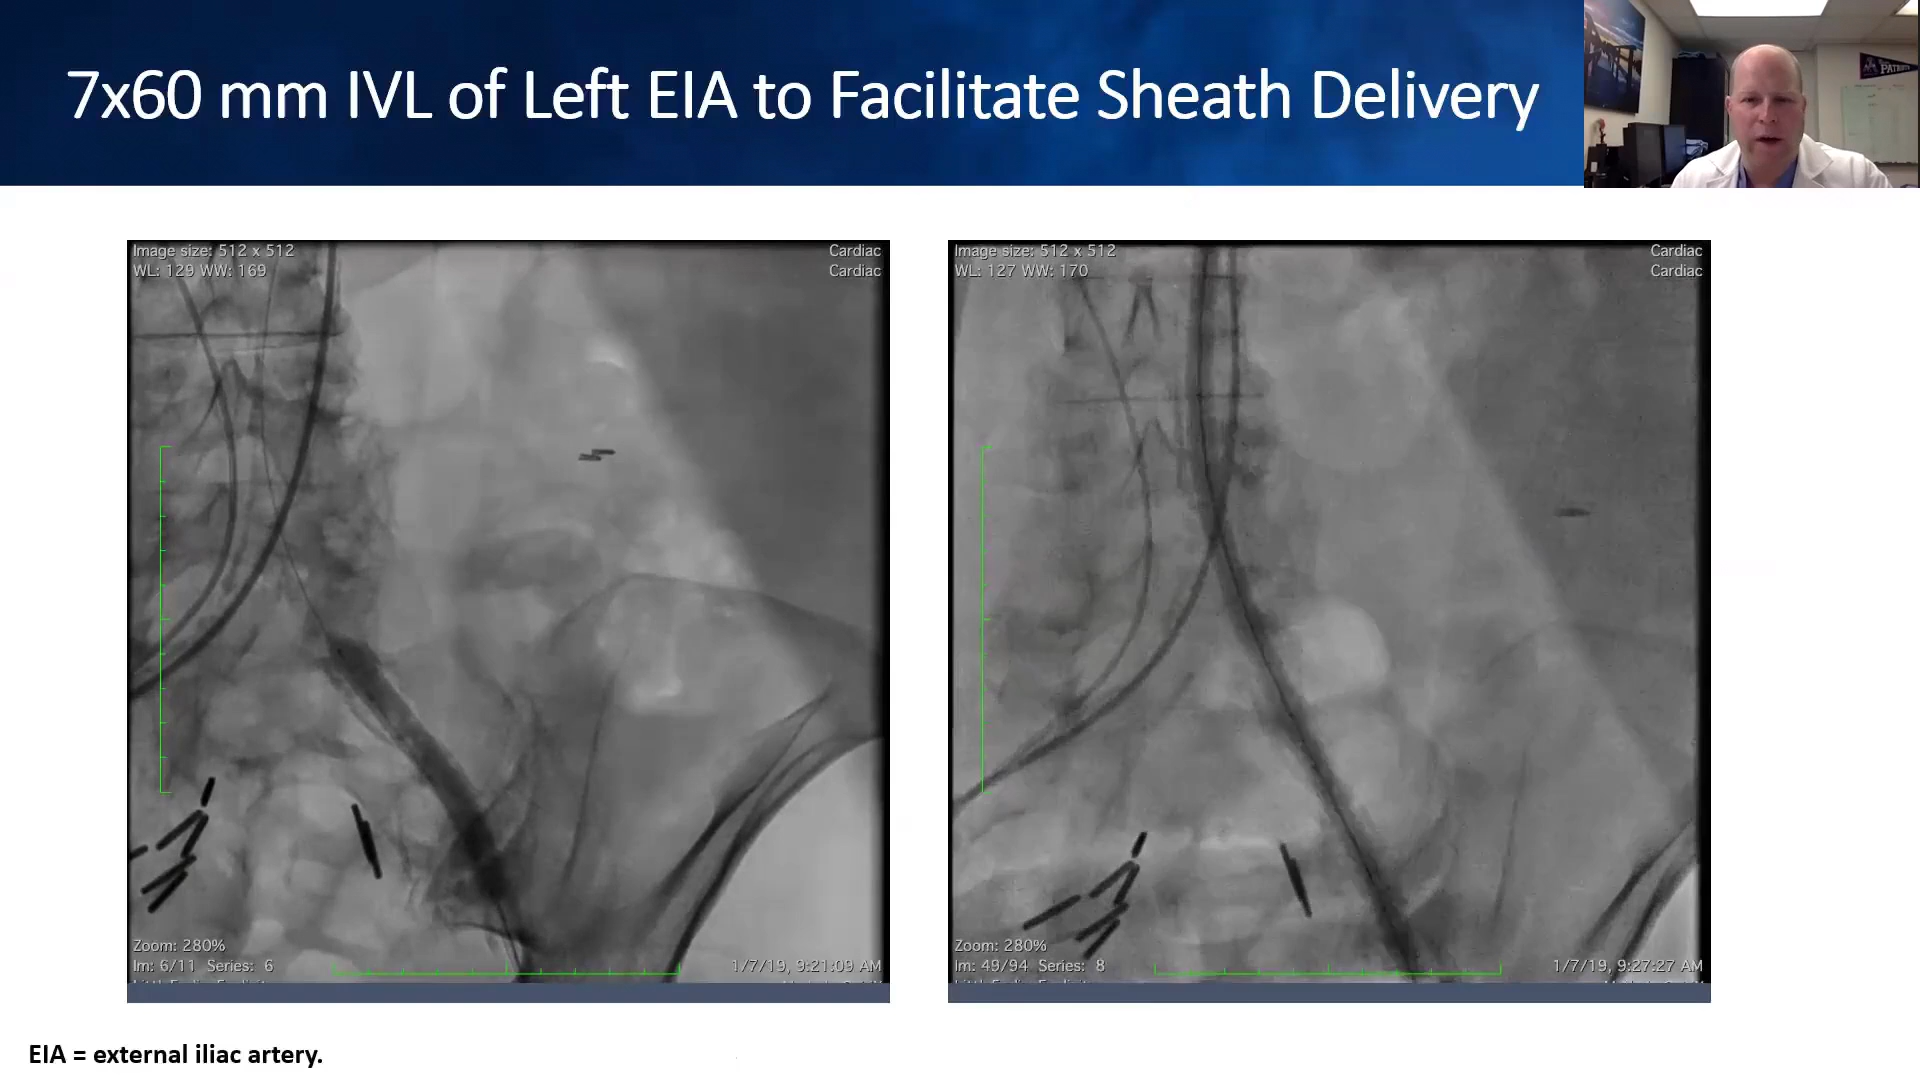 7x60 mm IVL of Left EIA to Facilitate Sheath Delivery
PATRIOTS
Image size: 512 x 512
WL: 129 WW: 169
Cardiac
Cardiac
Zoom: 280%
Im: 6/11 Series: 6
1/7/19, 9:21:09 AM
Image size: 512 x 512
WL: 127 WW: 170
Cardiac
Cardiac
Zoom: 280%
Im: 49/94 Series: 8
1/7/19, 9:27:27 AM
EIA = external iliac artery.